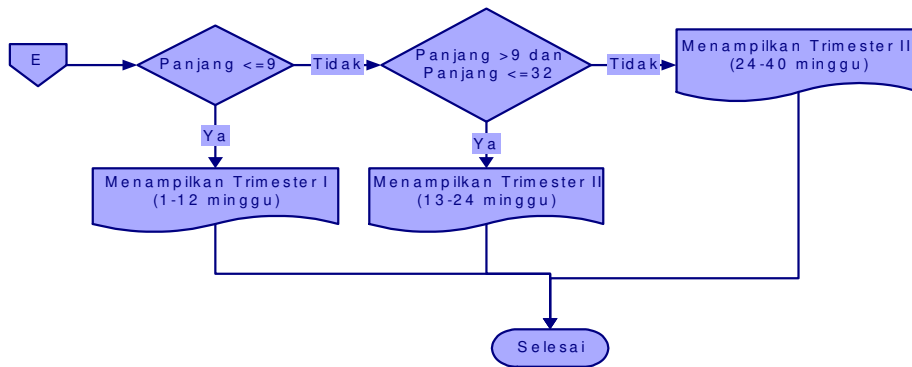 E
Panjang <=9
Tidak
Panjang >9 dan
Panjang <=32
Tidak
Menampilkan Trimester II
(24-40 minggu)
Ya
Ya
Menampilkan Trimester I
(1-12 minggu)
Menampilkan Trimester II
(13-24 minggu)
Selesai